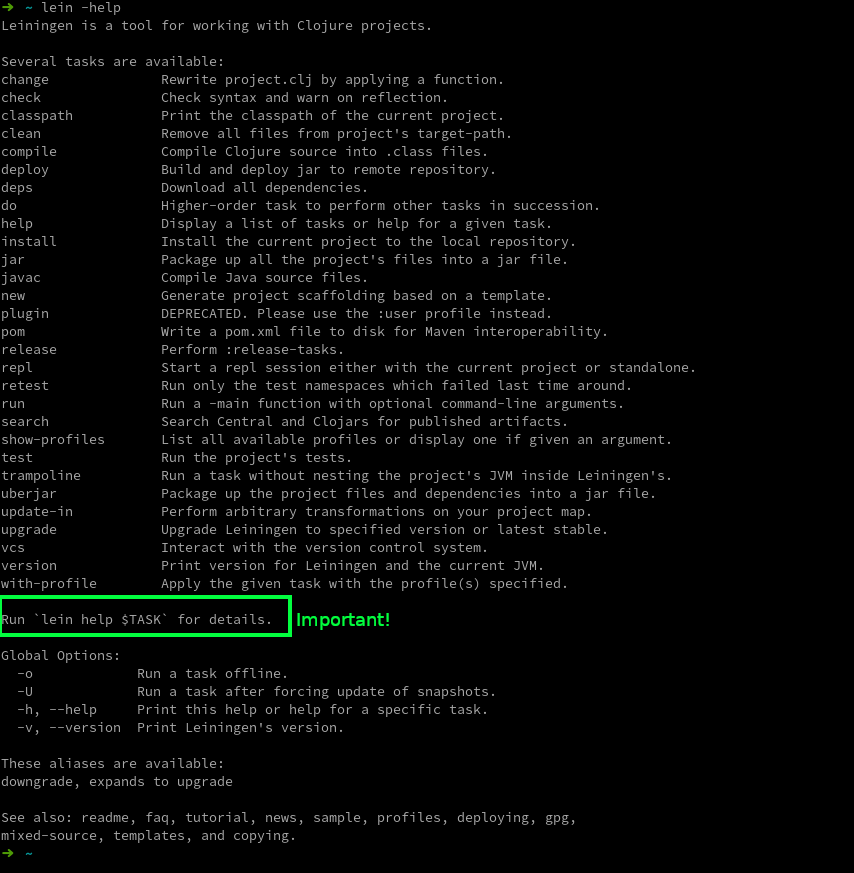 ➜ ~ lein -help
Leiningen is a tool for working with Clojure projects.
Several tasks are available:
change              Rewrite project.clj by applying a function.
check               Check syntax and warn on reflection.
classpath           Print the classpath of the current project.
clean               Remove all files from project's target-path.
compile             Compile Clojure source into .class files.
deploy              Build and deploy jar to remote repository.
deps                Download all dependencies.
do                  Higher-order task to perform other tasks in succession.
help                Display a list of tasks or help for a given task.
install             Install the current project to the local repository.
jar                 Package up all the project's files into a jar file.
javac               Compile Java source files.
new                 Generate project scaffolding based on a template.
plugin              DEPRECATED. Please use the :user profile instead.
pom                 Write a pom.xml file to disk for Maven interoperability.
release             Perform :release-tasks.
repl                Start a repl session either with the current project or standalone.
retest              Run only the test namespaces which failed last time around.
run                 Run a -main function with optional command-line arguments.
search              Search Central and Clojars for published artifacts.
show-profiles       List all available profiles or display one if given an argument.
test                Run the project's tests.
trampoline          Run a task without nesting the project's JVM inside Leiningen's.
uberjar             Package up the project files and dependencies into a jar file.
update-in           Perform arbitrary transformations on your project map.
upgrade             Upgrade Leiningen to specified version or latest stable.
vcs                 Interact with the version control system.
version             Print version for Leiningen and the current JVM.
with-profile        Apply the given task with the profile(s) specified.
Run `lein help $TASK` for details. Important!
Global Options:
  -o             Run a task offline.
  -U             Run a task after forcing update of snapshots.
  -h, --help     Print this help or help for a specific task.
  -v, --version  Print Leiningen's version.
These aliases are available:
downgrade, expands to upgrade
See also: readme, faq, tutorial, news, sample, profiles, deploying, gpg,
mixed-source, templates, and copying.
➜ ~